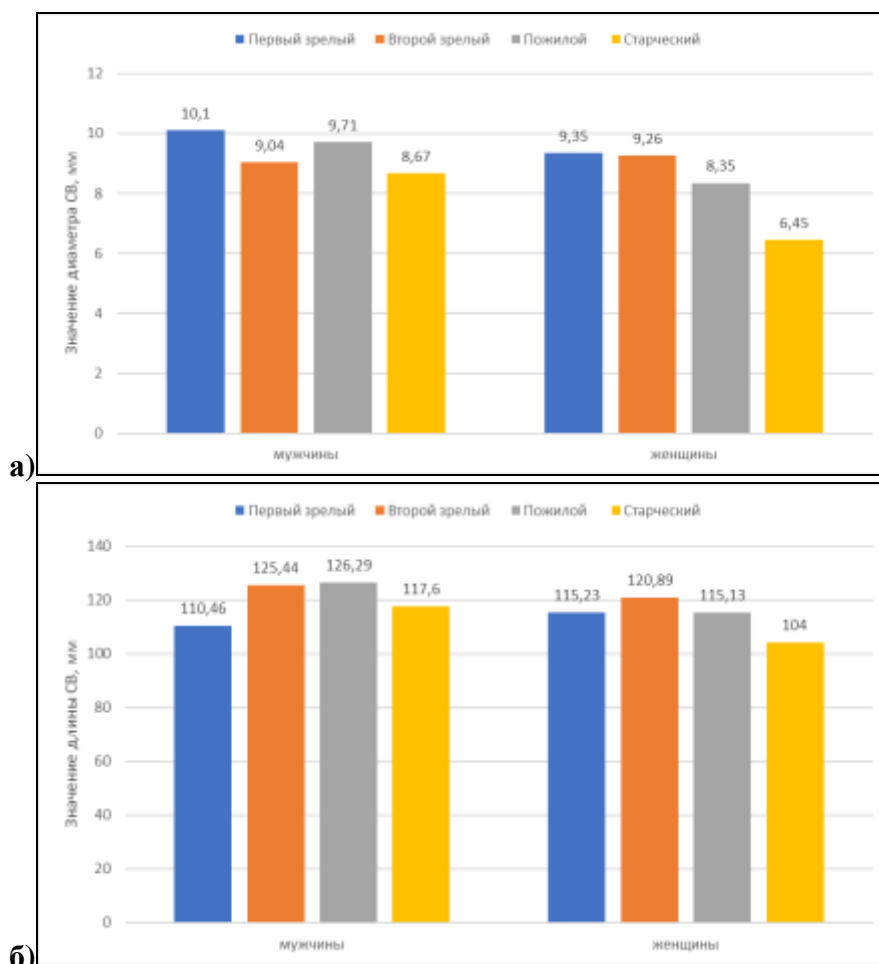 Первый зрелый Второй зрелый Пожилой Старческий
12
10,1 9,04 9,71 8,67 9,35 9,26 8,35 6,45
10
8
6
4
2
0
Значение диаметра СВ, мм
мужчины женщины
а)
Первый зрелый Второй зрелый Пожилой Старческий
140
110,46 125,44 126,29 117,6 115,23 120,89 115,13 104
120
100
80
60
40
20
0
Значение длины СВ, мм
мужчины женщины
б)